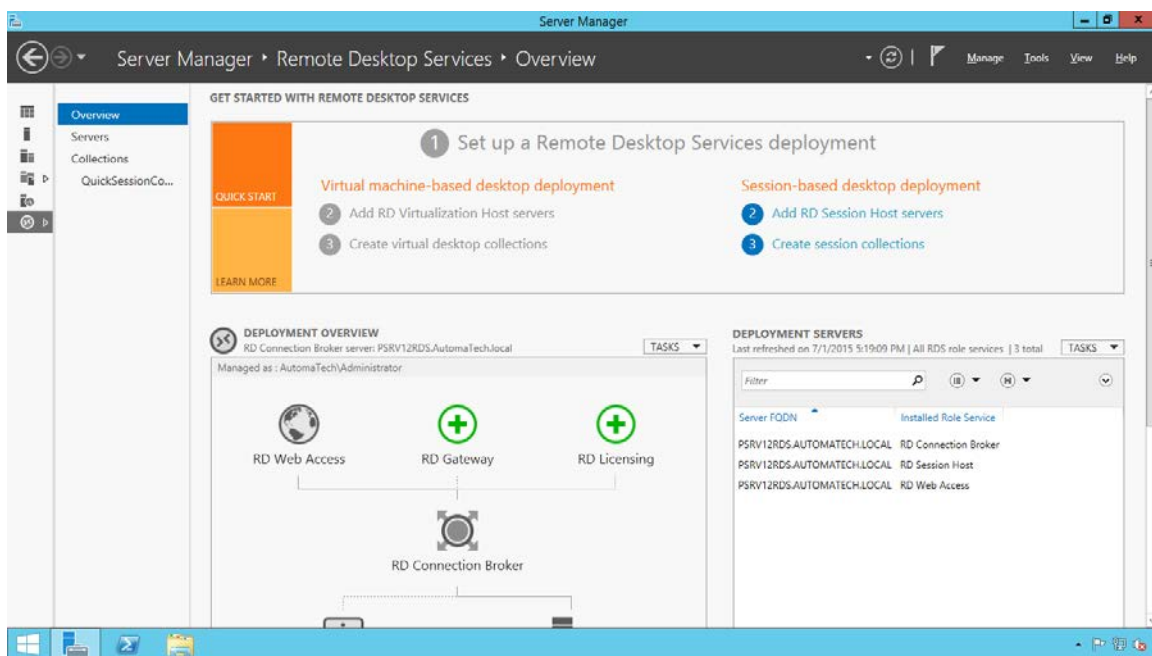 Server Manager
Server Manager ‣ Remote Desktop Services ‣ Overview
Manage Tools View Help
Overview
Servers
Collections
QuickSessionCo...
GET STARTED WITH REMOTE DESKTOP SERVICES
1 Set up a Remote Desktop Services deployment
QUICK START
LEARN MORE
Virtual machine-based desktop deployment
2 Add RD Virtualization Host servers
3 Create virtual desktop collections
Session-based desktop deployment
2 Add RD Session Host servers
3 Create session collections
DEPLOYMENT OVERVIEW
RD Connection Broker server: PSRV12RDS.AutomaTech.local
TASKS
Managed as : AutomaTech\Administrator
RD Web Access
RD Gateway
RD Licensing
RD Connection Broker
DEPLOYMENT SERVERS
Last refreshed on 7/1/2015 5:19:09 PM | All RDS role services | 3 total
TASKS
Filter
Server FQDN Installed Role Service
PSRV12RDS.AUTOMATECH.LOCAL RD Connection Broker
PSRV12RDS.AUTOMATECH.LOCAL RD Session Host
PSRV12RDS.AUTOMATECH.LOCAL RD Web Access